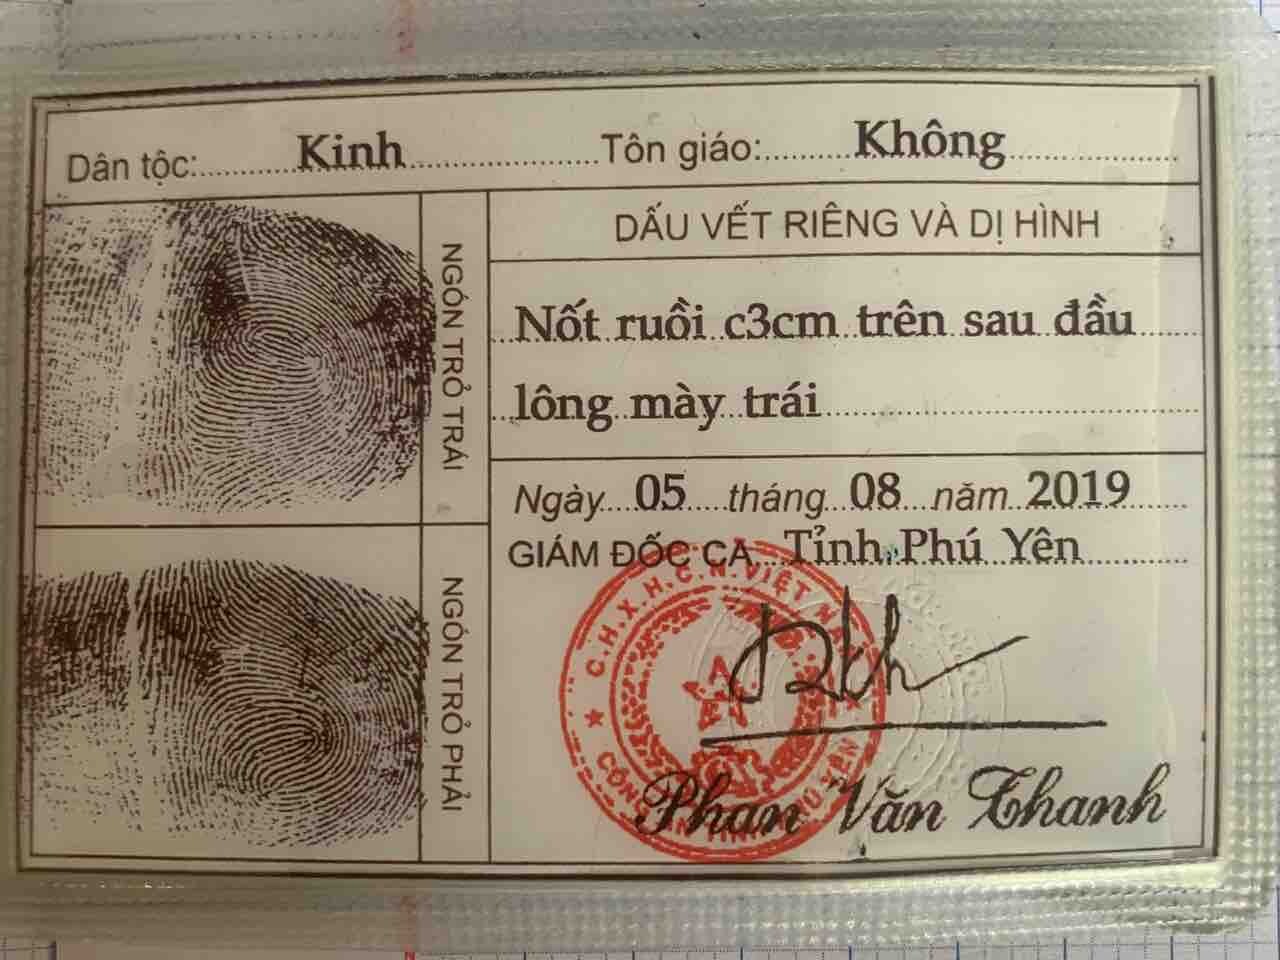 Dân tộc: Kinh Tôn giáo: Không
NGÓN TRỎ TRÁI
NGÓN TRỎ PHẢI
DẤU VẾT RIÊNG VÀ DỊ HÌNH
Nốt ruồi c3cm trên sau đầu
lông mày trái
Ngày 05 tháng 08 năm 2019
GIÁM ĐỐC CA Tỉnh Phú Yên
C.H.X.H.C.N.VIỆT NAM
Phan Văn Thanh